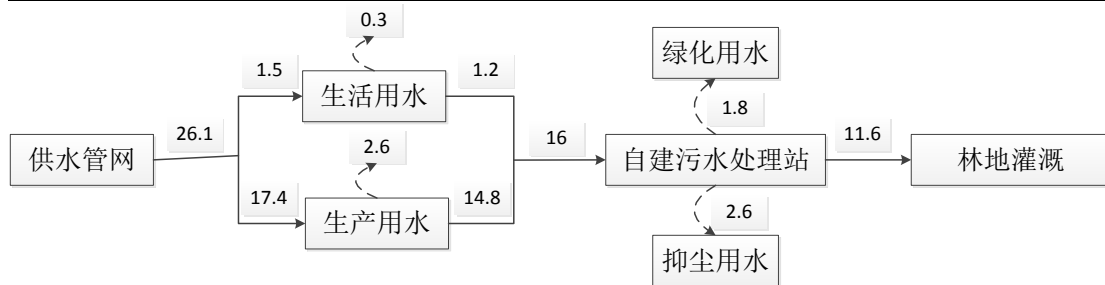 0.3
绿化用水
1.5
生活用水
1.2
1.8
供水管网
26.1
2.6
16
自建污水处理站
11.6
林地灌溉
17.4
生产用水
14.8
2.6
抑尘用水